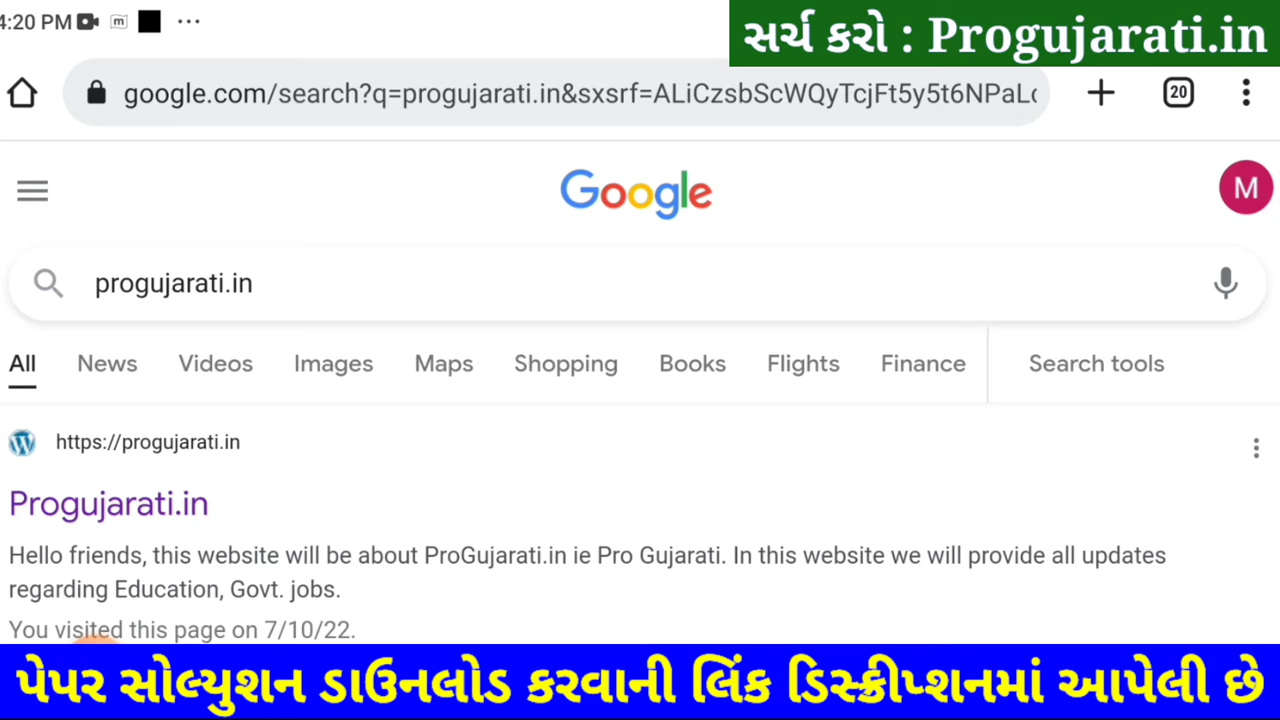 4:20 PM
સર્ચ કરો : Progujarati.in
google.com/search?q=progujarati.in&sxsrf=ALiCzsbScWQyTcjFt5y5t6NPaLc
20
Google
M
progujarati.in
All News Videos Images Maps Shopping Books Flights Finance Search tools
https://progujarati.in
Progujarati.in
Hello friends, this website will be about ProGujarati.in ie Pro Gujarati. In this website we will provide all updates
regarding Education, Govt. jobs.
You visited this page on 7/10/22.
પેપર સોલ્યુશન ડાઉનલોડ કરવાની લિંક ડિસ્ક્રીપ્શનમાં આપેલી છે